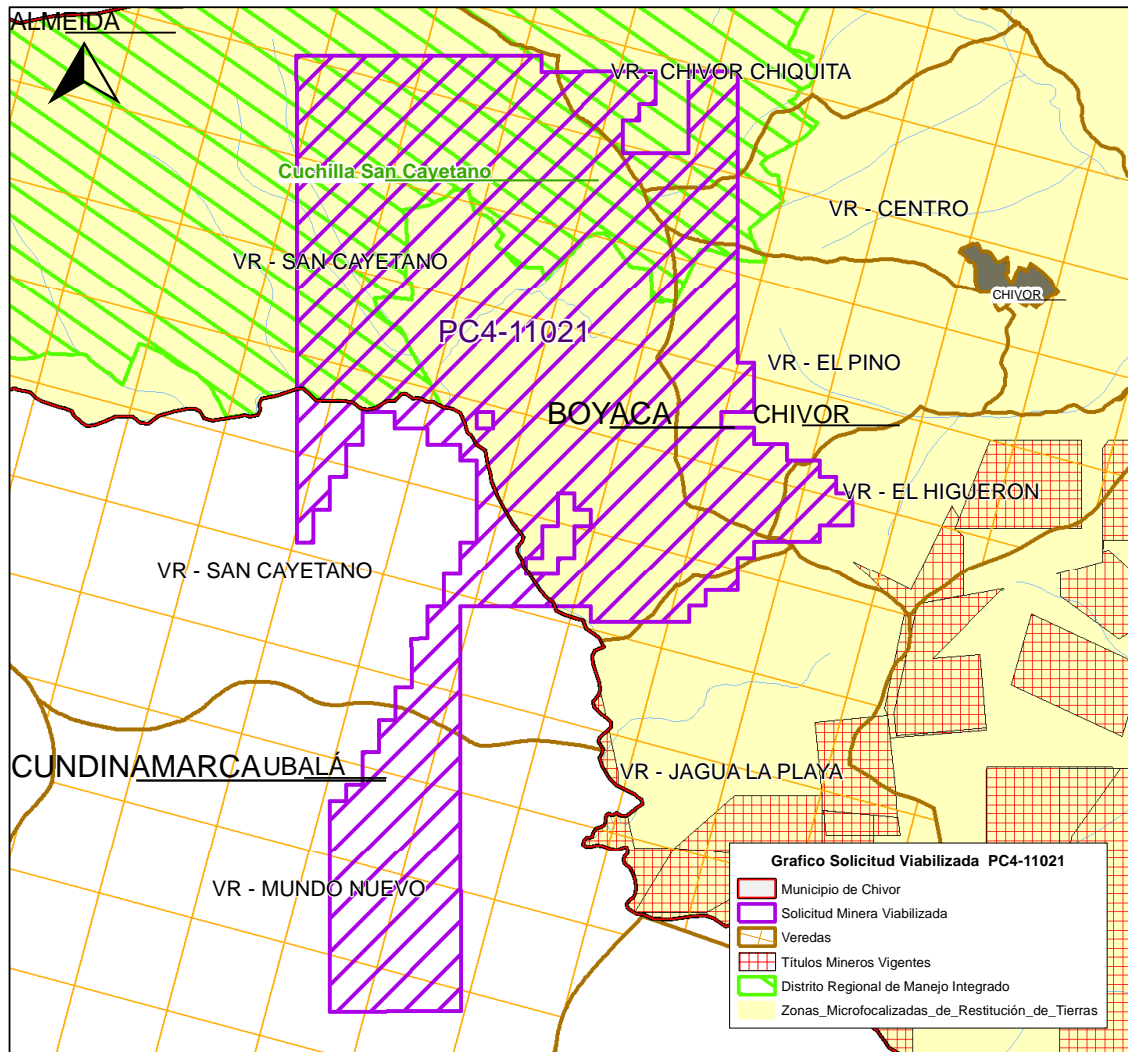 ALMEIDA
VR - CHIVOR CHIQUITA
Cuchilla San Cayetano
VR - CENTRO
VR - SAN CAYETANO
CHIVOR
PC4-11021
VR - EL PINO
BOYACA
CHIVOR
VR - EL HIGUERON
VR - SAN CAYETANO
CUNDINAMARCA
UBALÁ
VR - JAGUA LA PLAYA
VR - MUNDO NUEVO
Grafico Solicitud Viabilizada PC4-11021
Municipio de Chivor
Solicitud Minera Viabilizada
Veredas
Títulos Mineros Vigentes
Distrito Regional de Manejo Integrado
Zonas_Microfocalizadas_de_Restitución_de_Tierras